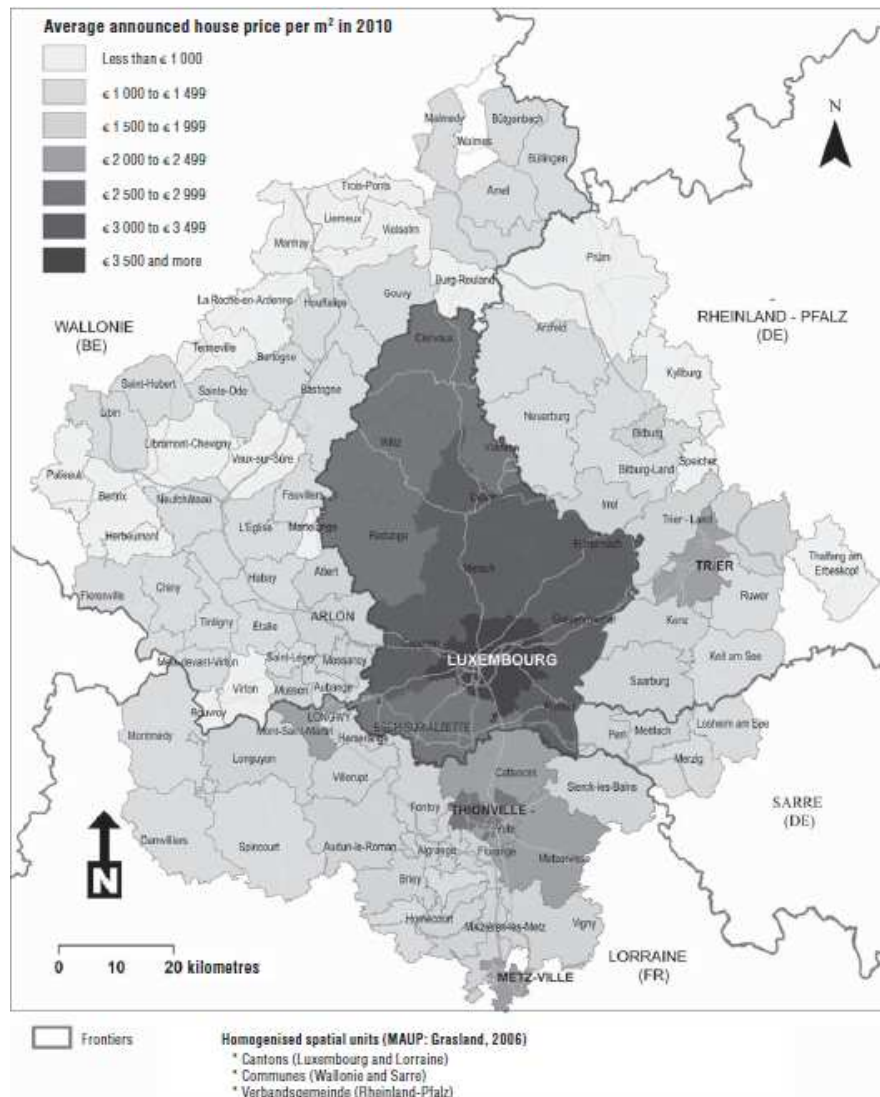 Average announced house price per m² in 2010
Less than € 1 000
€ 1 000 to € 1 499
€ 1 500 to € 1 999
€ 2 000 to € 2 499
€ 2 500 to € 2 999
€ 3 000 to € 3 499
€ 3 500 and more
N
Malmedy
Bütgenbach
Waimes
Büllingen
Amel
Trois-Ponts
Lierneux
Vielsalm
Manhay
Burg-Reuland
Prüm
Gouvy
La Roche-en-Ardenne
Houffalize
WALLONIE
(BE)
RHEINLAND - PFALZ
(DE)
Arzfeld
Clervaux
Tenneville
Bertogne
Kyllburg
Saint-Hubert
Sainte-Ode
Bastogne
Neuerburg
Libin
Bitburg
Wiltz
Vianden
Libramont-Chevigny
Vaux-sur-Sûre
Bitburg-Land
Speicher
Paliseul
Bertrix
Neufchâteau
Fauvillers
Irrel
L'Eglise
Martelange
Trier - Land
Herbeumont
Redange
Echternach
Mersch
TRIER
Thalfang am
Erbeskopf
Habay
Attert
Florenville
Chiny
Ruwer
Tintigny
Etalle
ARLON
Grevenmacher
Konz
Meix-devant-Virton
Saint-Léger
Messancy
LUXEMBOURG
Kell am See
Saarburg
Virton
Musson
Aubange
Rouvroy
LONGWY
Mont-Saint-Martin
Herserange
ESCH-SUR-ALZETTE
Montmédy
Perl
Mettlach
Losheim am See
Longuyon
Merzig
Villerupt
Cattenom
Sierck-les-Bains
SARRE
(DE)
Fontoy
THIONVILLE -
Yutz
Damvilliers
Spincourt
Audun-le-Roman
Algrange
Florange
Metzervisse
N
Briey
Homécourt
Maizières-les-Metz
Vigny
0 10 20 kilometres
LORRAINE
(FR)
METZ-VILLE
Frontiers
Homogenised spatial units (MAUP: Grasland, 2006)
* Cantons (Luxembourg and Lorraine)
* Communes (Wallonie and Sarre)
* Verbandsgemeinde (Rheinland-Pfalz)